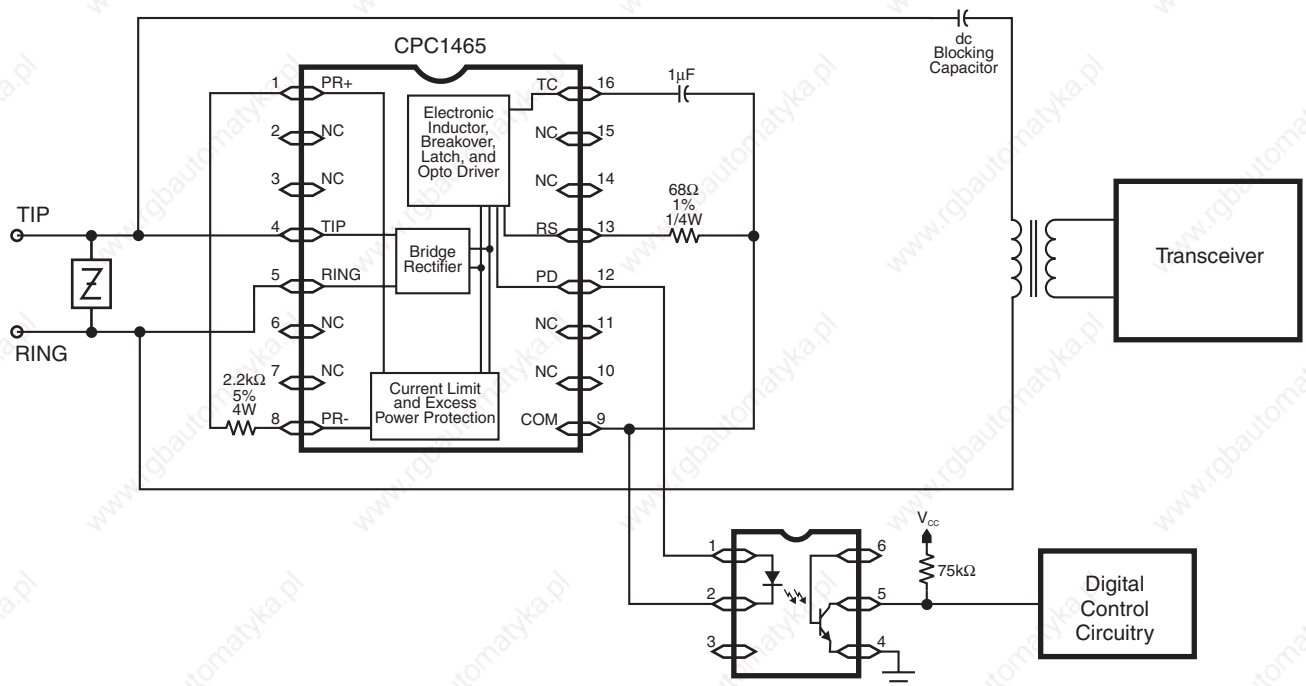 dc
Blocking
Capacitor
CPC1465
1 PR+
2 NC
3 NC
4 TIP
5 RING
6 NC
7 NC
8 PR-
TC 16
NC 15
NC 14
RS 13
PD 12
NC 11
NC 10
COM 9
Electronic
Inductor,
Breakover,
Latch, and
Opto Driver
Bridge
Rectifier
Current Limit
and Excess
Power Protection
1μF
68Ω
1%
1/4W
TIP
Z
RING
2.2kΩ
5%
4W
Transceiver
1
2
3
6
5
4
VCC
75kΩ
Digital
Control
Circuitry
www.rgbautomatyka.pl